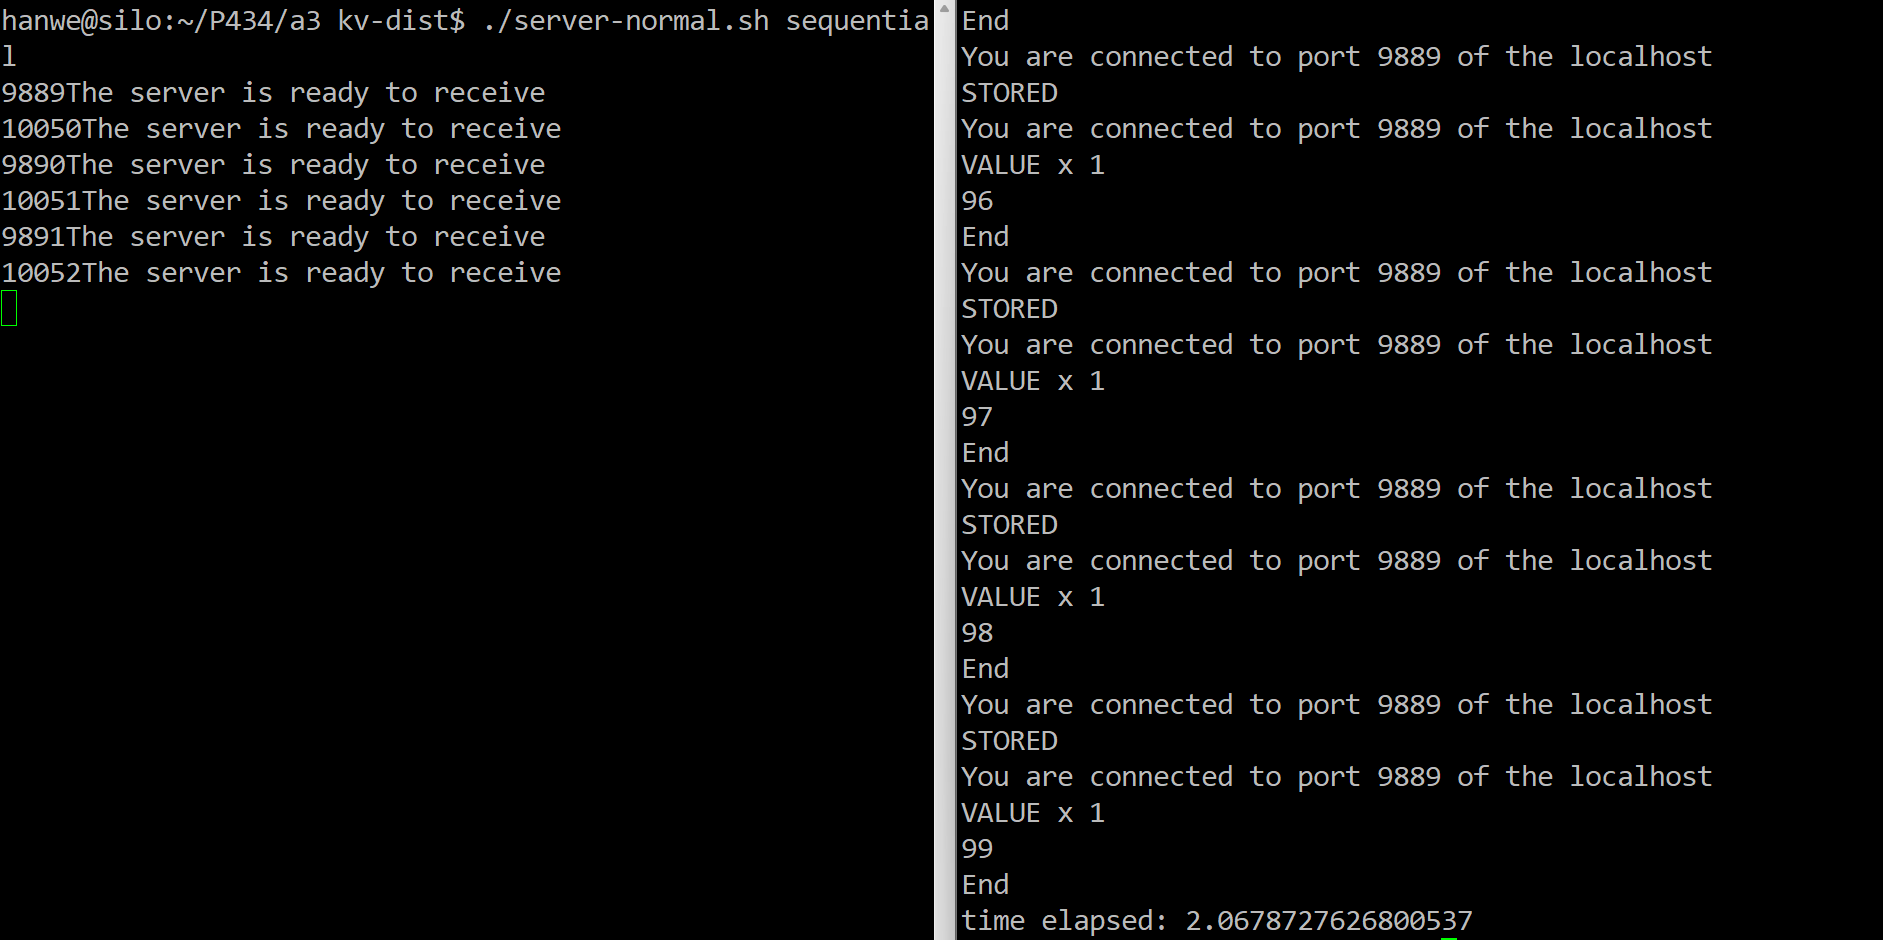 hanwe@silo:~/P434/a3 kv-dist$ ./server-normal.sh sequentia
l
9889The server is ready to receive
10050The server is ready to receive
9890The server is ready to receive
10051The server is ready to receive
9891The server is ready to receive
10052The server is ready to receive
End
You are connected to port 9889 of the localhost
STORED
You are connected to port 9889 of the localhost
VALUE x 1
96
End
You are connected to port 9889 of the localhost
STORED
You are connected to port 9889 of the localhost
VALUE x 1
97
End
You are connected to port 9889 of the localhost
STORED
You are connected to port 9889 of the localhost
VALUE x 1
98
End
You are connected to port 9889 of the localhost
STORED
You are connected to port 9889 of the localhost
VALUE x 1
99
End
time elapsed: 2.0678727626800537